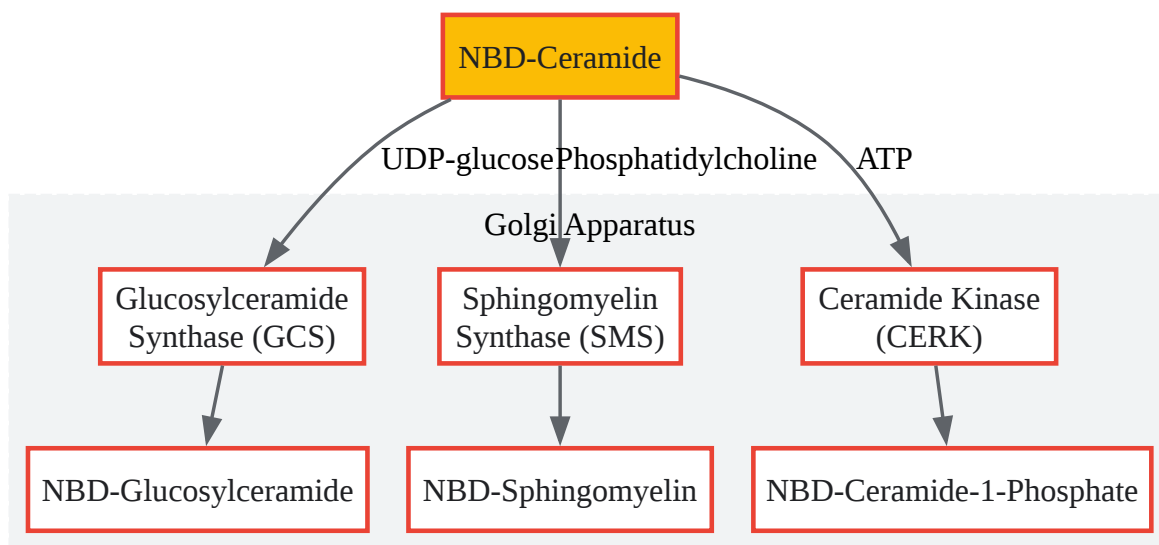 NBD-Ceramide
UDP-glucose
Phosphatidylcholine
ATP
Golgi Apparatus
Glucosylceramide
Synthase (GCS)
Sphingomyelin
Synthase (SMS)
Ceramide Kinase
(CERK)
NBD-Glucosylceramide
NBD-Sphingomyelin
NBD-Ceramide-1-Phosphate